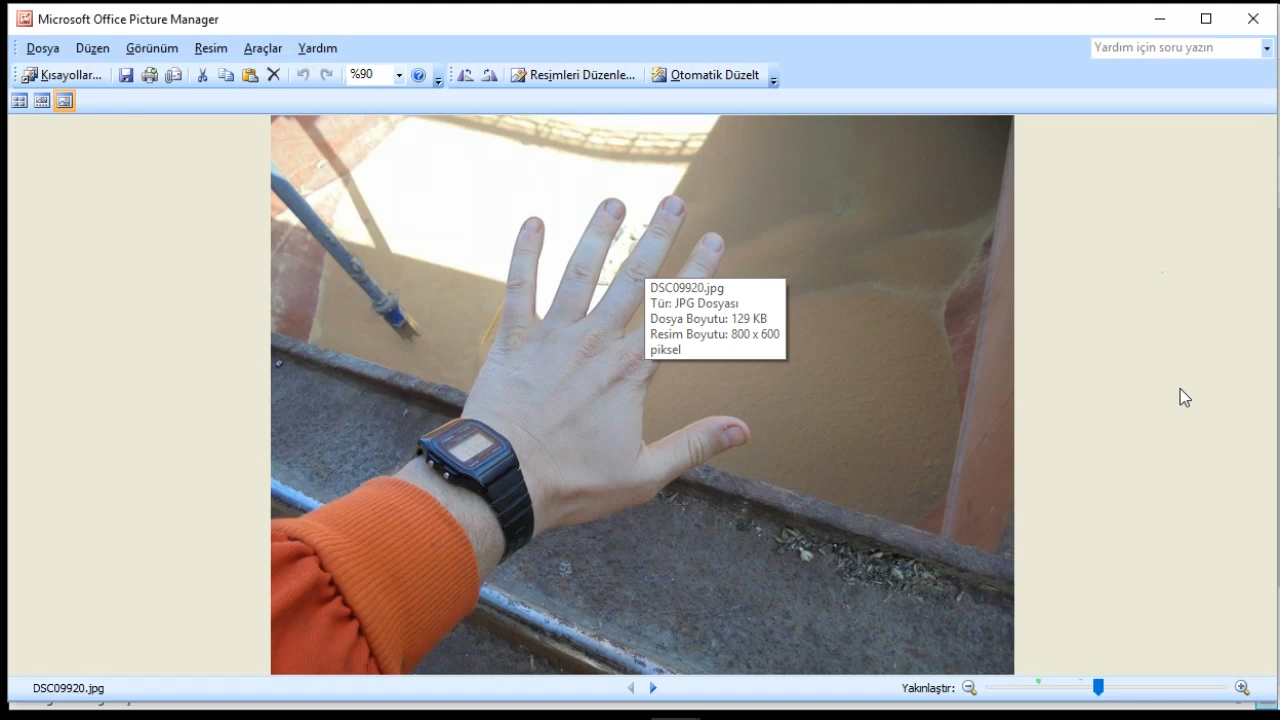 Microsoft Office Picture Manager
Dosya Düzen Görünüm Resim Araçlar Yardım
Yardım için soru yazın
Kısayollar... %90 Resimleri Düzenle... Otomatik Düzelt
DSC09920.jpg
Tür: JPG Dosyası
Dosya Boyutu: 129 KB
Resim Boyutu: 800 x 600
piksel
DSC09920.jpg
Yakınlaştır: